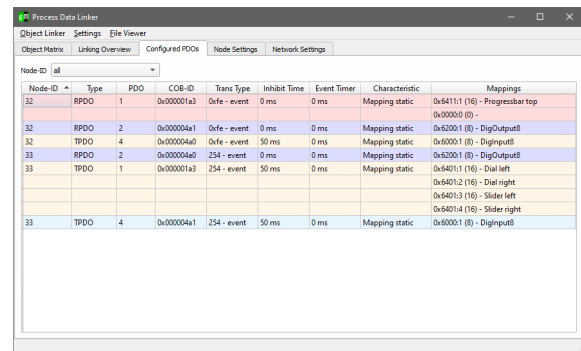 Process Data Linker
Object Linker Settings File Viewer
Object Matrix Linking Overview Configured PDOs Node Settings Network Settings
Node-ID all
Node-ID Type PDO COB-ID Trans Type Inhibit Time Event Timer Characteristic Mappings
32 RPDO 1 0x000001a3 0xfe - event 0 ms 0 ms Mapping static 0x6411:1 (16) - Progressbar top
0x0000:0 (0) -
32 RPDO 2 0x000004a1 0xfe - event 0 ms 0 ms Mapping static 0x6200:1 (8) - DigOutput8
32 TPDO 4 0x000004a0 0xfe - event 50 ms 0 ms Mapping static 0x6000:1 (8) - DigInput8
33 RPDO 2 0x000004a0 254 - event 0 ms 0 ms Mapping static 0x6200:1 (8) - DigOutput8
33 TPDO 1 0x000001a3 254 - event 50 ms 0 ms Mapping static 0x6401:1 (16) - Dial left
0x6401:2 (16) - Dial right
0x6401:3 (16) - Slider left
0x6401:4 (16) - Slider right
33 TPDO 4 0x000004a1 254 - event 50 ms 0 ms Mapping static 0x6000:1 (8) - DigInput8